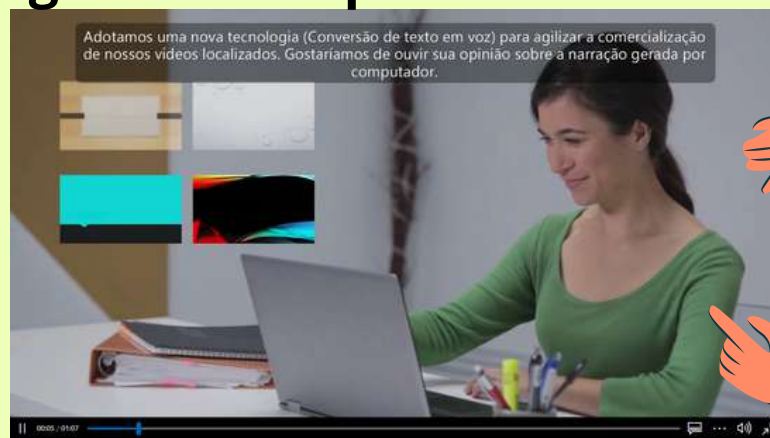 Adotamos uma nova tecnologia (Conversão de texto em voz) para agilizar a comercialização
de nossos vídeos localizados. Gostaríamos de ouvir sua opinião sobre a narração gerada por
computador.
00:05 / 01:07